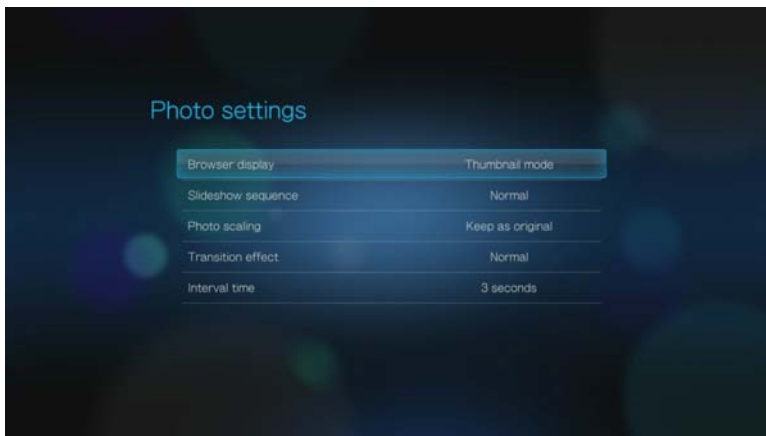 Photo settings
Browser display Thumbnail mode
Slideshow sequence Normal
Photo scaling Keep as original
Transition effect Normal
Interval time 3 seconds